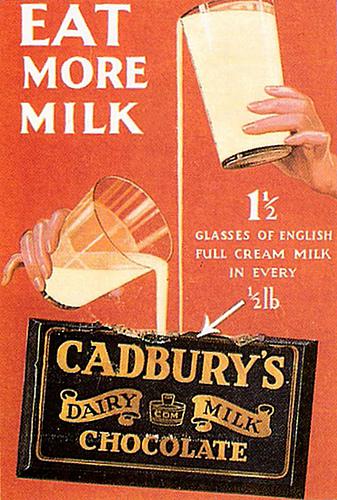 EAT
MORE
MILK
1½
GLASSES OF ENGLISH
FULL CREAM MILK
IN EVERY
½lb
CADBURY'S
DAIRY CDM MILK
CHOCOLATE